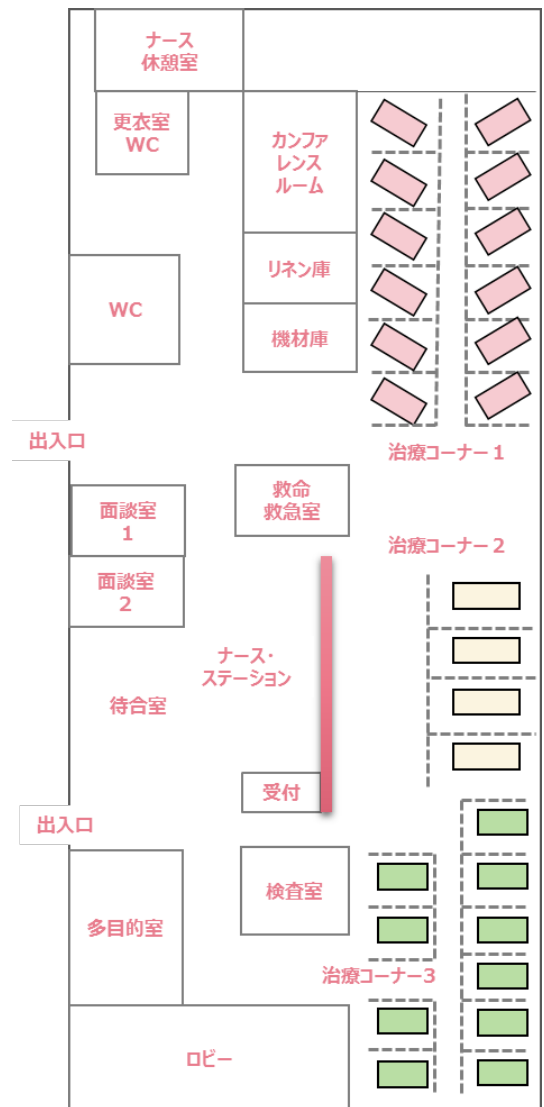 ナース
休憩室
更衣室
WC
カンファ
レンス
ルーム
リネン庫
WC
機材庫
出入口
治療コーナー１
救命
救急室
面談室
1
治療コーナー２
面談室
2
ナース・
ステーション
待合室
受付
出入口
検査室
多目的室
治療コーナー3
ロビー